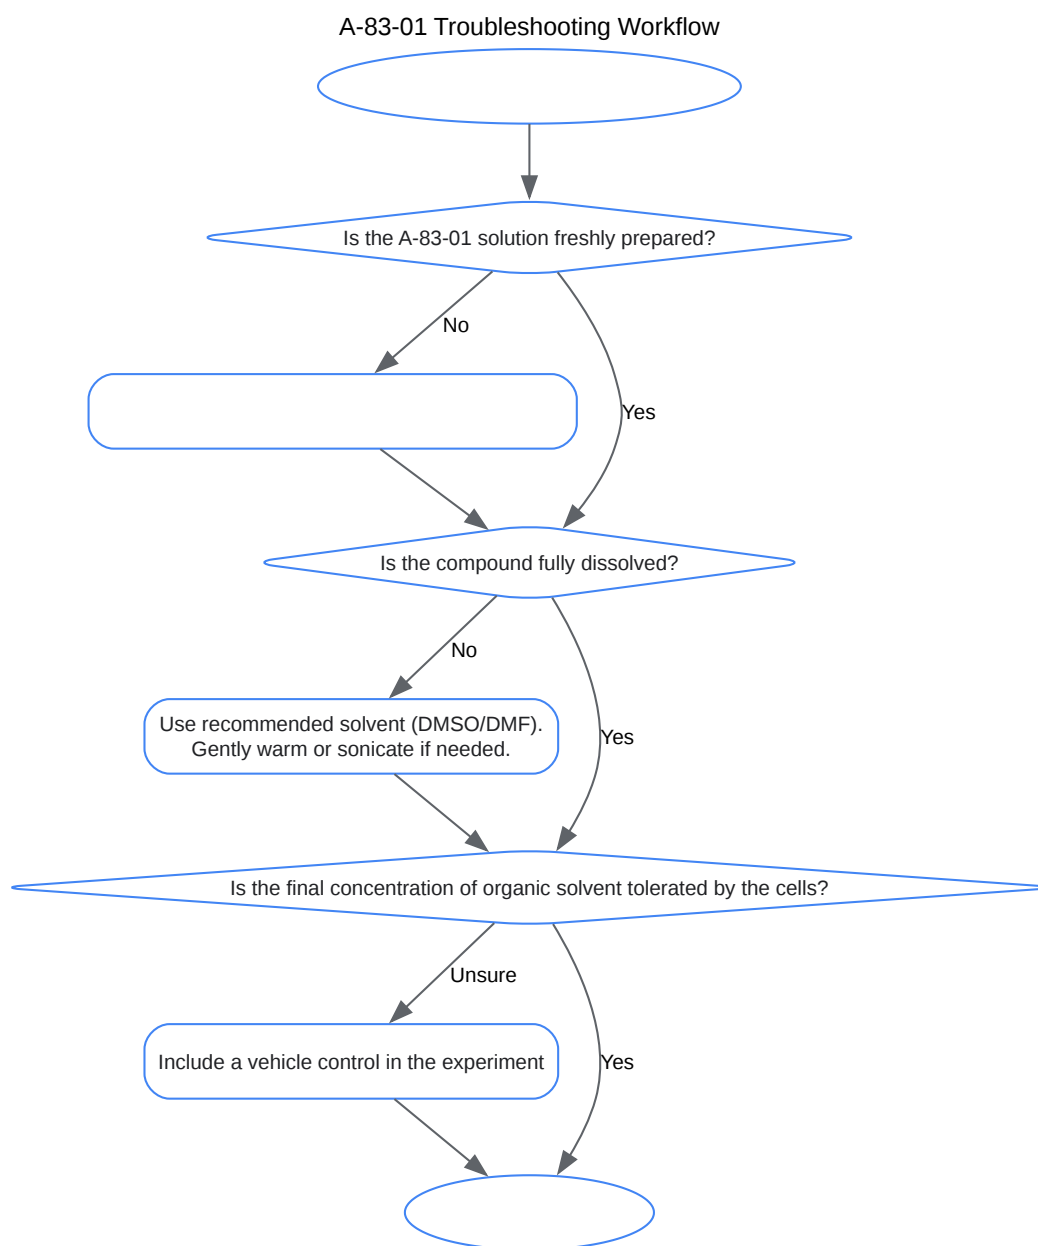 A-83-01 Troubleshooting Workflow
Is the A-83-01 solution freshly prepared?
No
Yes
Is the compound fully dissolved?
No
Use recommended solvent (DMSO/DMF).
Gently warm or sonicate if needed.
Yes
Is the final concentration of organic solvent tolerated by the cells?
Unsure
Include a vehicle control in the experiment
Yes